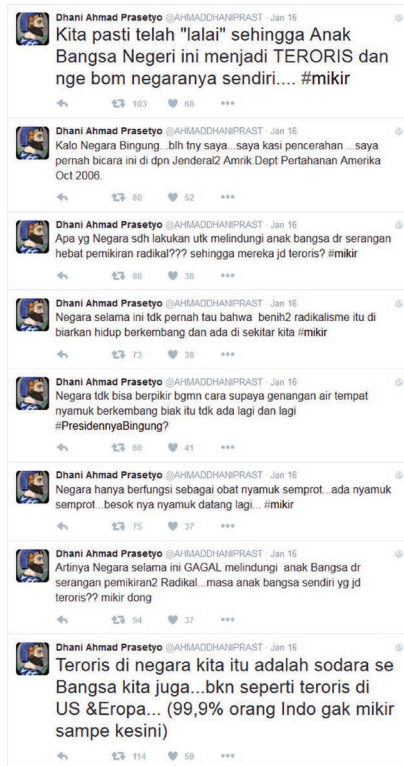 Dhani Ahmad Prasetyo @AHMADDHANIPRAST · Jan 16
Kita pasti telah "lalai" sehingga Anak
Bangsa Negeri ini menjadi TERORIS dan
nge bom negaranya sendiri.... #mikir
103 68
Dhani Ahmad Prasetyo @AHMADDHANIPRAST · Jan 16
Kalo Negara Bingung...blh tny saya...saya kasi pencerahan ...saya
pernah bicara ini di dpn Jenderal2 Amrik.Dept Pertahanan Amerika
Oct 2006.
80 52
Dhani Ahmad Prasetyo @AHMADDHANIPRAST · Jan 16
Apa yg Negara sdh lakukan utk melindungi anak bangsa dr serangan
hebat pemikiran radikal??? sehingga mereka jd teroris? #mikir
80 38
Dhani Ahmad Prasetyo @AHMADDHANIPRAST · Jan 16
Negara selama ini tdk pernah tau bahwa benih2 radikalisme itu di
biarkan hidup berkembang dan ada di sekitar kita #mikir
73 38
Dhani Ahmad Prasetyo @AHMADDHANIPRAST · Jan 16
Negara tdk bisa berpikir bgmn cara supaya genangan air tempat
nyamuk berkembang biak itu tdk ada lagi dan lagi
#PresidennyaBingung?
60 41
Dhani Ahmad Prasetyo @AHMADDHANIPRAST · Jan 16
Negara hanya berfungsi sebagai obat nyamuk semprot...ada nyamuk
semprot...besok nya nyamuk datang lagi... #mikir
75 37
Dhani Ahmad Prasetyo @AHMADDHANIPRAST · Jan 16
Artinya Negara selama ini GAGAL melindungi anak Bangsa dr
serangan pemikiran2 Radikal...masa anak bangsa sendiri yg jd
teroris?? mikir dong
94 37
Dhani Ahmad Prasetyo @AHMADDHANIPRAST · Jan 16
Teroris di negara kita itu adalah sodara se
Bangsa kita juga...bkn seperti teroris di
US &Eropa... (99,9% orang Indo gak mikir
sampe kesini)
114 59